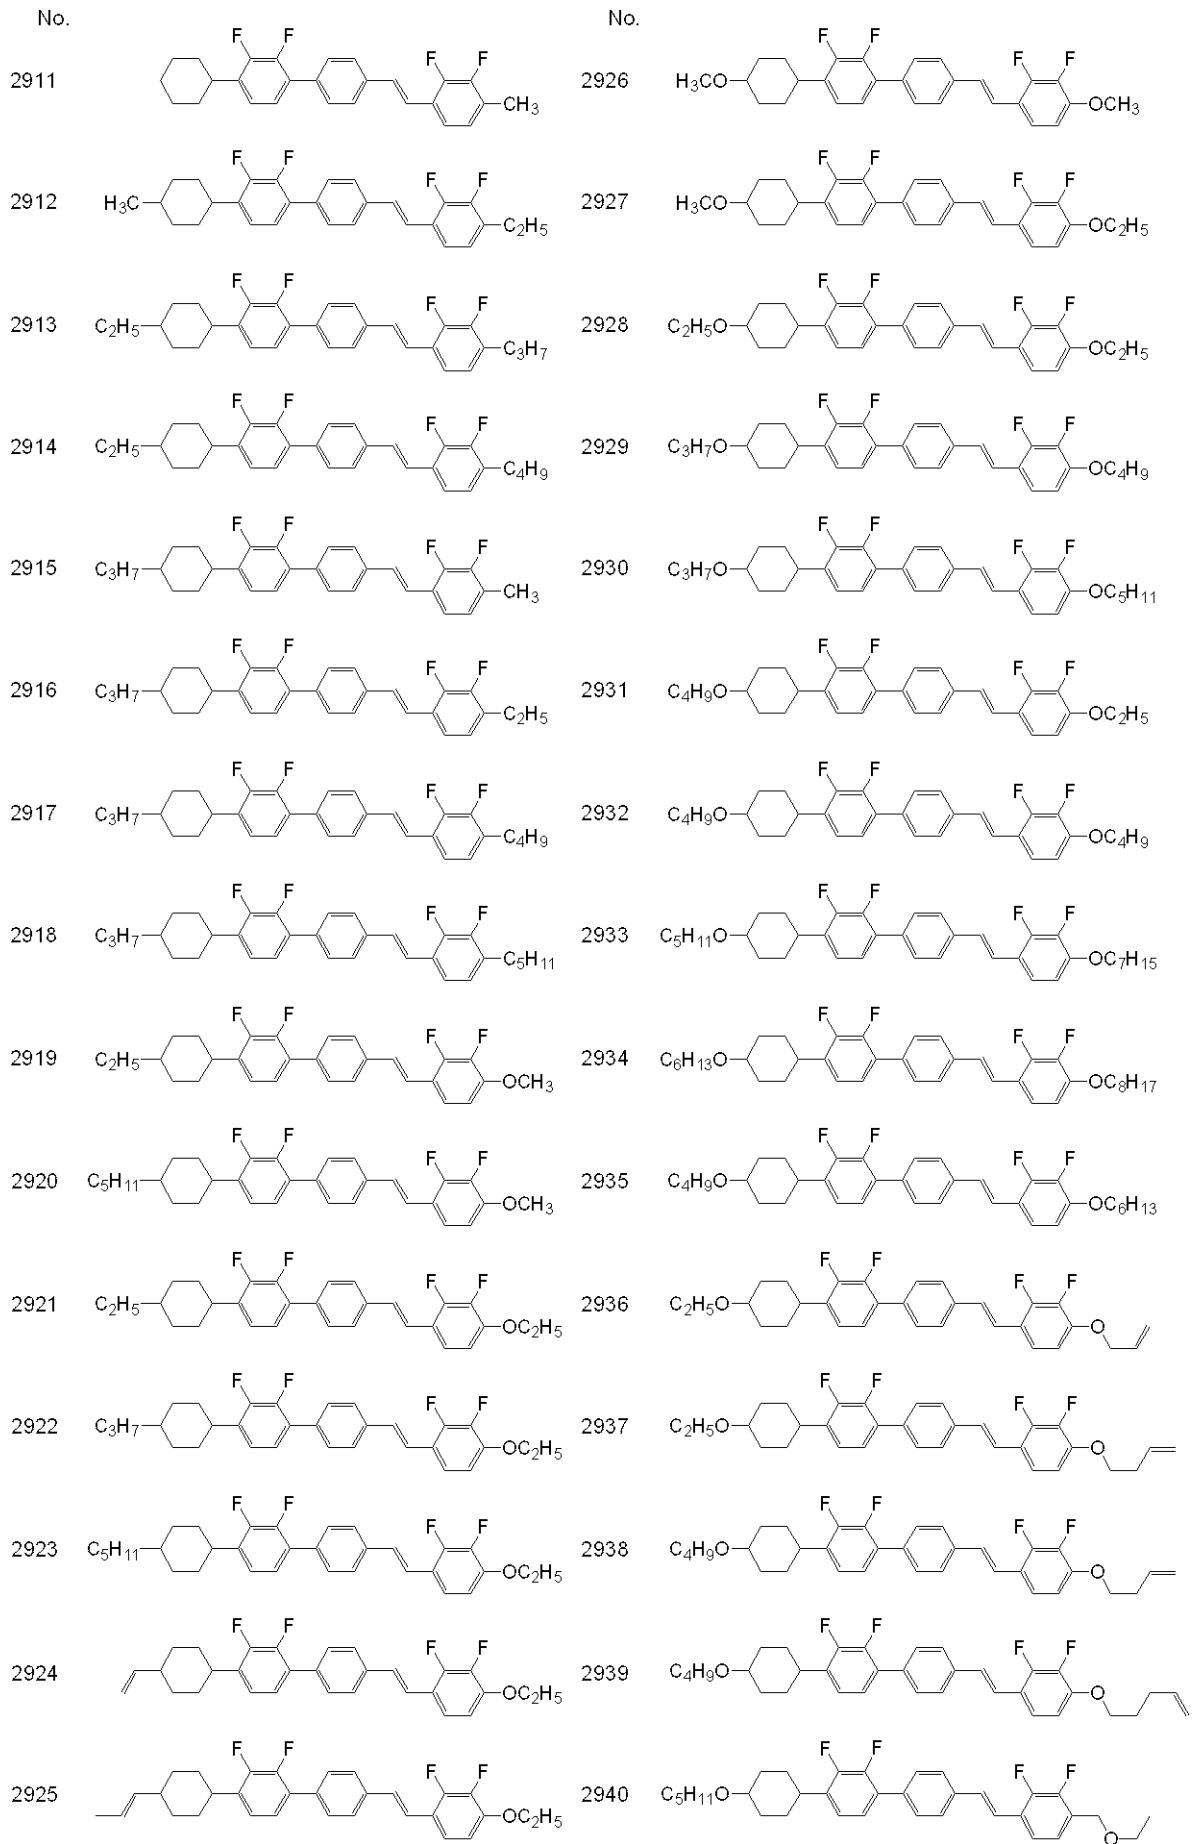 No. No.
F F F F F F F F
2911 CH3 2926 H3CO OCH3
F F F F F F F F
2912 H3C C2H5 2927 H3CO OC2H5
F F F F F F F F
2913 C2H5 C3H7 2928 C2H5O OC2H5
F F F F F F F F
2914 C2H5 C4H9 2929 C3H7O OC4H9
F F F F F F F F
2915 C3H7 CH3 2930 C3H7O OC5H11
F F F F F F F F
2916 C3H7 C2H5 2931 C4H9O OC2H5
F F F F F F F F
2917 C3H7 C4H9 2932 C4H9O OC4H9
F F F F F F F F
2918 C3H7 C5H11 2933 C5H11O OC7H15
F F F F F F F F
2919 C2H5 OCH3 2934 C6H13O OC8H17
F F F F F F F F
2920 C5H11 OCH3 2935 C4H9O OC6H13
F F F F F F F F
2921 C2H5 OC2H5 2936 C2H5O O
F F F F F F F F
2922 C3H7 OC2H5 2937 C2H5O O
F F F F F F F F
2923 C5H11 OC2H5 2938 C4H9O O
F F F F F F F F
2924 OC2H5 2939 C4H9O O
F F F F F F F F
2925 OC2H5 2940 C5H11O O